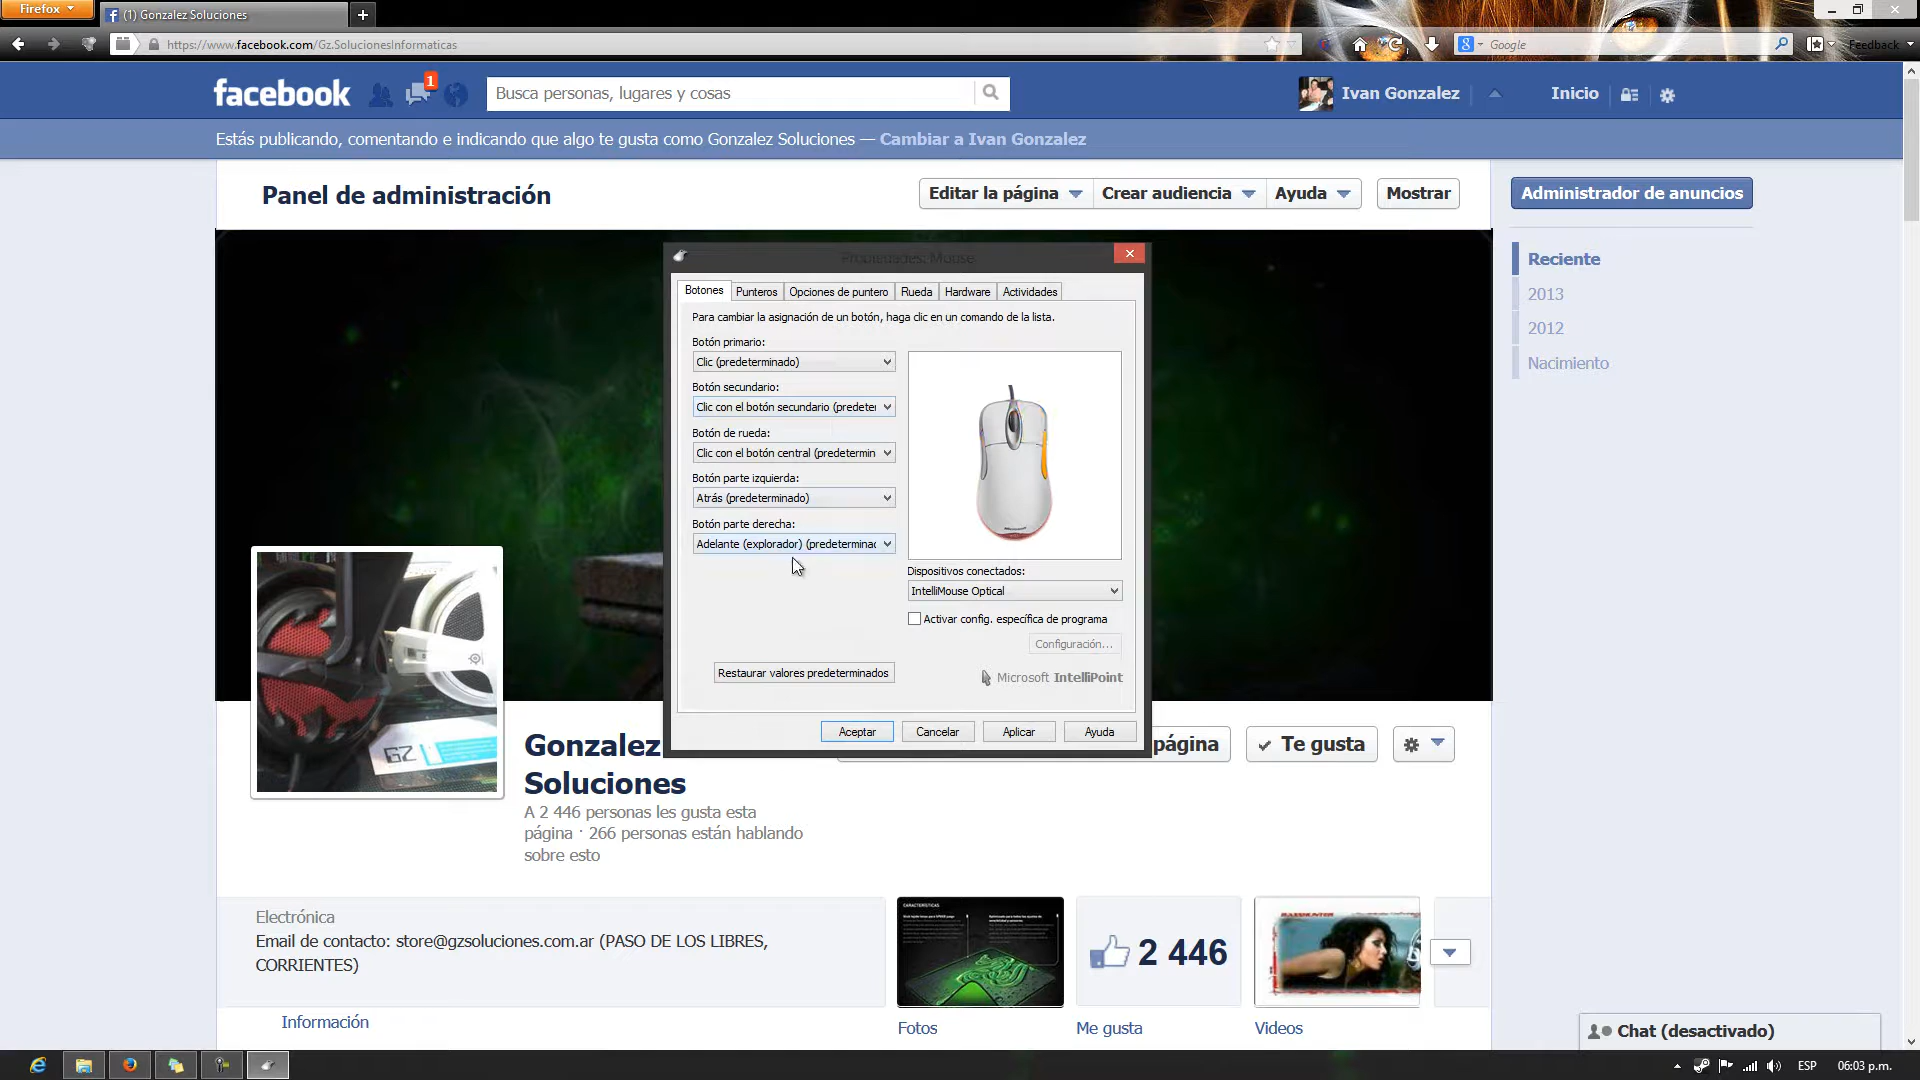 Firefox
(1) Gonzalez Soluciones
https://www.facebook.com/Gz.SolucionesInformaticas
Google
Feedback
facebook
1
Busca personas, lugares y cosas
Ivan Gonzalez
Inicio
Estás publicando, comentando e indicando que algo te gusta como Gonzalez Soluciones — Cambiar a Ivan Gonzalez
Panel de administración
Editar la página
Crear audiencia
Ayuda
Mostrar
Administrador de anuncios
Reciente
2013
2012
Nacimiento
Propiedades: Mouse
Botones
Punteros
Opciones de puntero
Rueda
Hardware
Actividades
Para cambiar la asignación de un botón, haga clic en un comando de la lista.
Botón primario:
Clic (predeterminado)
Botón secundario:
Clic con el botón secundario (predeter
Botón de rueda:
Clic con el botón central (predetermin
Botón parte izquierda:
Atrás (predeterminado)
Botón parte derecha:
Adelante (explorador) (predeterminac
Dispositivos conectados:
IntelliMouse Optical
Activar config. específica de programa
Configuración...
Restaurar valores predeterminados
Microsoft IntelliPoint
Aceptar
Cancelar
Aplicar
Ayuda
GZ
Gonzalez
Soluciones
página
Te gusta
A 2 446 personas les gusta esta
página · 266 personas están hablando
sobre esto
Electrónica
Email de contacto: store@gzsoluciones.com.ar (PASO DE LOS LIBRES,
CORRIENTES)
Información
CARACTERÍSTICAS
2 446
Fotos
Me gusta
Videos
Chat (desactivado)
ESP
06:03 p.m.